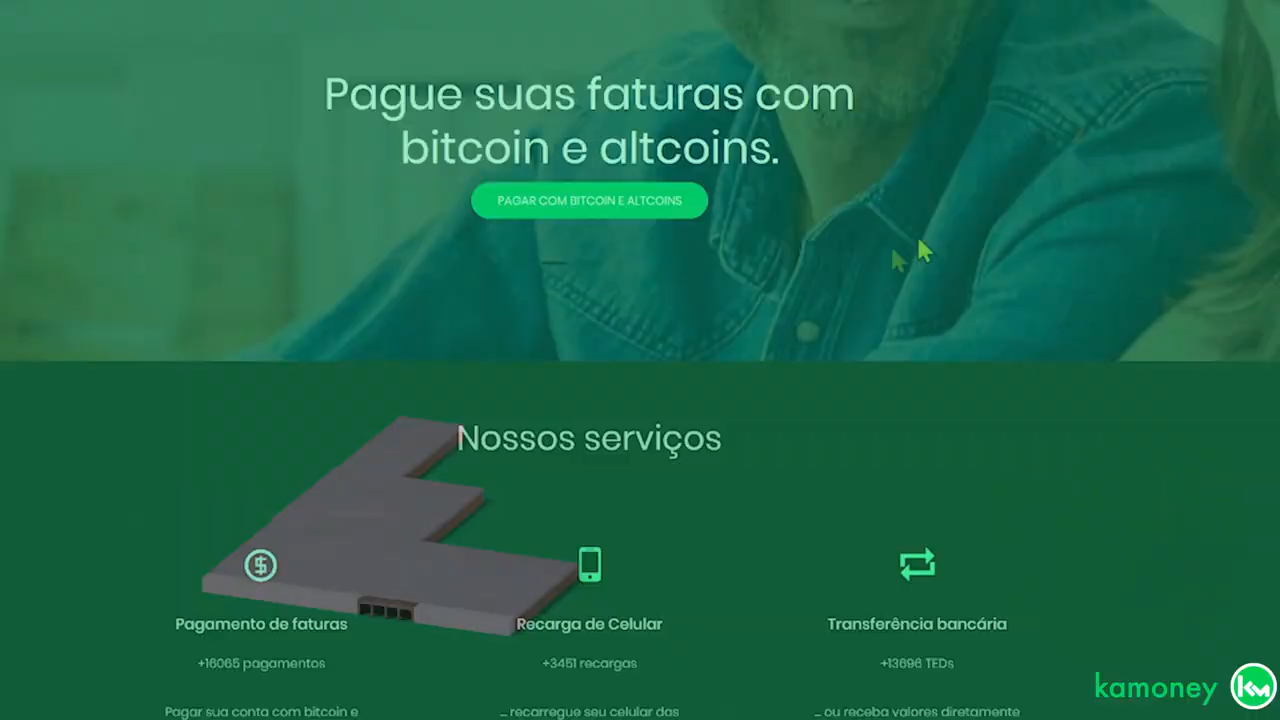 Pague suas faturas com
bitcoin e altcoins.
PAGAR COM BITCOIN E ALTCOINS
Nossos serviços
Pagamento de faturas
Recarga de Celular
Transferência bancária
+16065 pagamentos
+3451 recargas
+13696 TEDs
Pagar sua conta com bitcoin e
... recarregue seu celular das
... ou receba valores diretamente
kamoney km